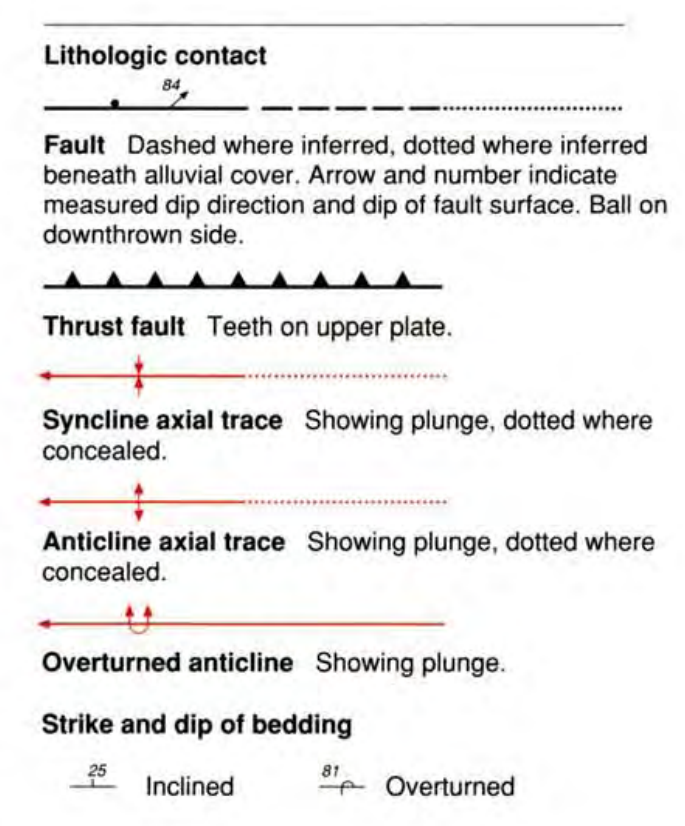 Lithologic contact
84
Fault Dashed where inferred, dotted where inferred
beneath alluvial cover. Arrow and number indicate
measured dip direction and dip of fault surface. Ball on
downthrown side.
Thrust fault Teeth on upper plate.
Syncline axial trace Showing plunge, dotted where
concealed.
Anticline axial trace Showing plunge, dotted where
concealed.
Overturned anticline Showing plunge.
Strike and dip of bedding
25 Inclined 81 Overturned